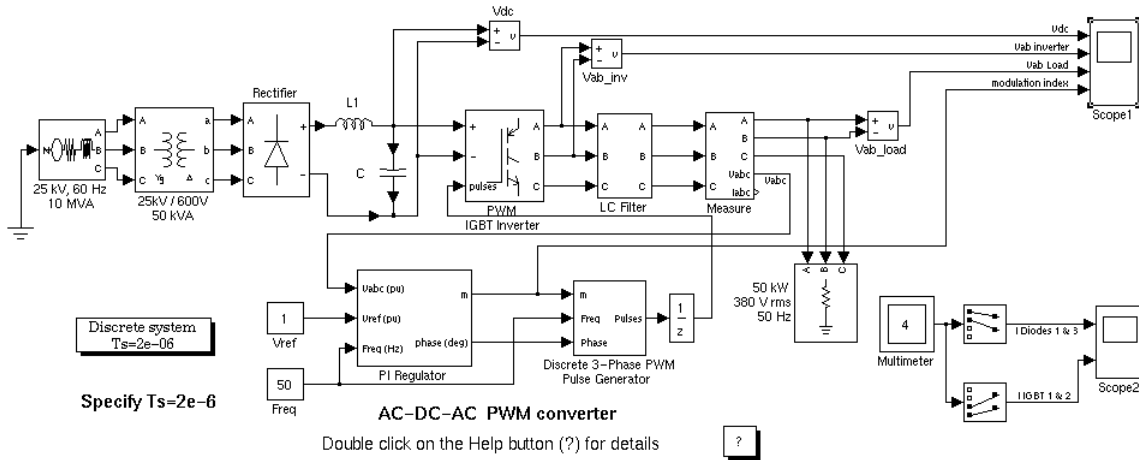 Vdc
+
−
v
Vdc
Vab inverter
Vab Load
modulation index
Scope1
+
−
v
Vab_inv
Rectifier
L1
+
−
v
Vab_load
N
A
B
C
25 kV, 60 Hz
10 MVA
A
B
C
a
b
c
Yg
Δ
25kV / 600V
50 kVA
A
B
C
+
−
C
+
−
pulses
A
B
C
PWM
IGBT Inverter
A
B
C
A
B
C
LC Filter
A
B
C
A
B
C
Vabc
Iabc
Vabc
Measure
A
B
C
50 kW
380 V rms
50 Hz
Vabc (pu)
Vref (pu)
Freq (Hz)
m
phase (deg)
PI Regulator
m
Freq
Phase
Pulses
Discrete 3-Phase PWM
Pulse Generator
1
z
1
Vref
50
Freq
Discrete system
Ts=2e-06
Specify Ts=2e-6
4
Multimeter
I Diodes 1 & 3
I IGBT 1 & 2
Scope2
AC-DC-AC PWM converter
Double click on the Help button (?) for details
?